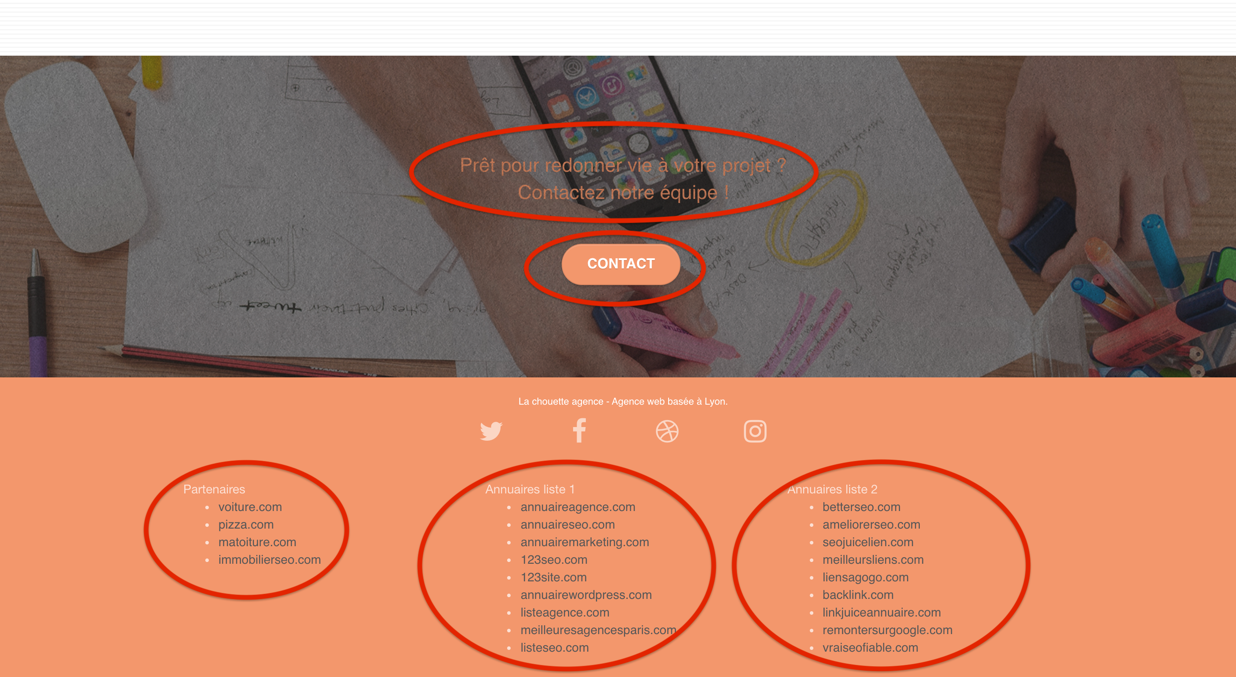 Prêt pour redonner vie à votre projet ?
Contactez notre équipe !
CONTACT
La chouette agence - Agence web basée à Lyon.
Partenaires
voiture.com
pizza.com
matoiture.com
immobilierseo.com
Annuaires liste 1
annuaireagence.com
annuaireseo.com
annuairemarketing.com
123seo.com
123site.com
annuairewordpress.com
listeagence.com
meilleuresagencesparis.com
listeseo.com
Annuaires liste 2
betterseo.com
ameliorerseo.com
seojuicelien.com
meilleursliens.com
liensagogo.com
backlink.com
linkjuiceannuaire.com
remontersurgoogle.com
vraiseofiable.com